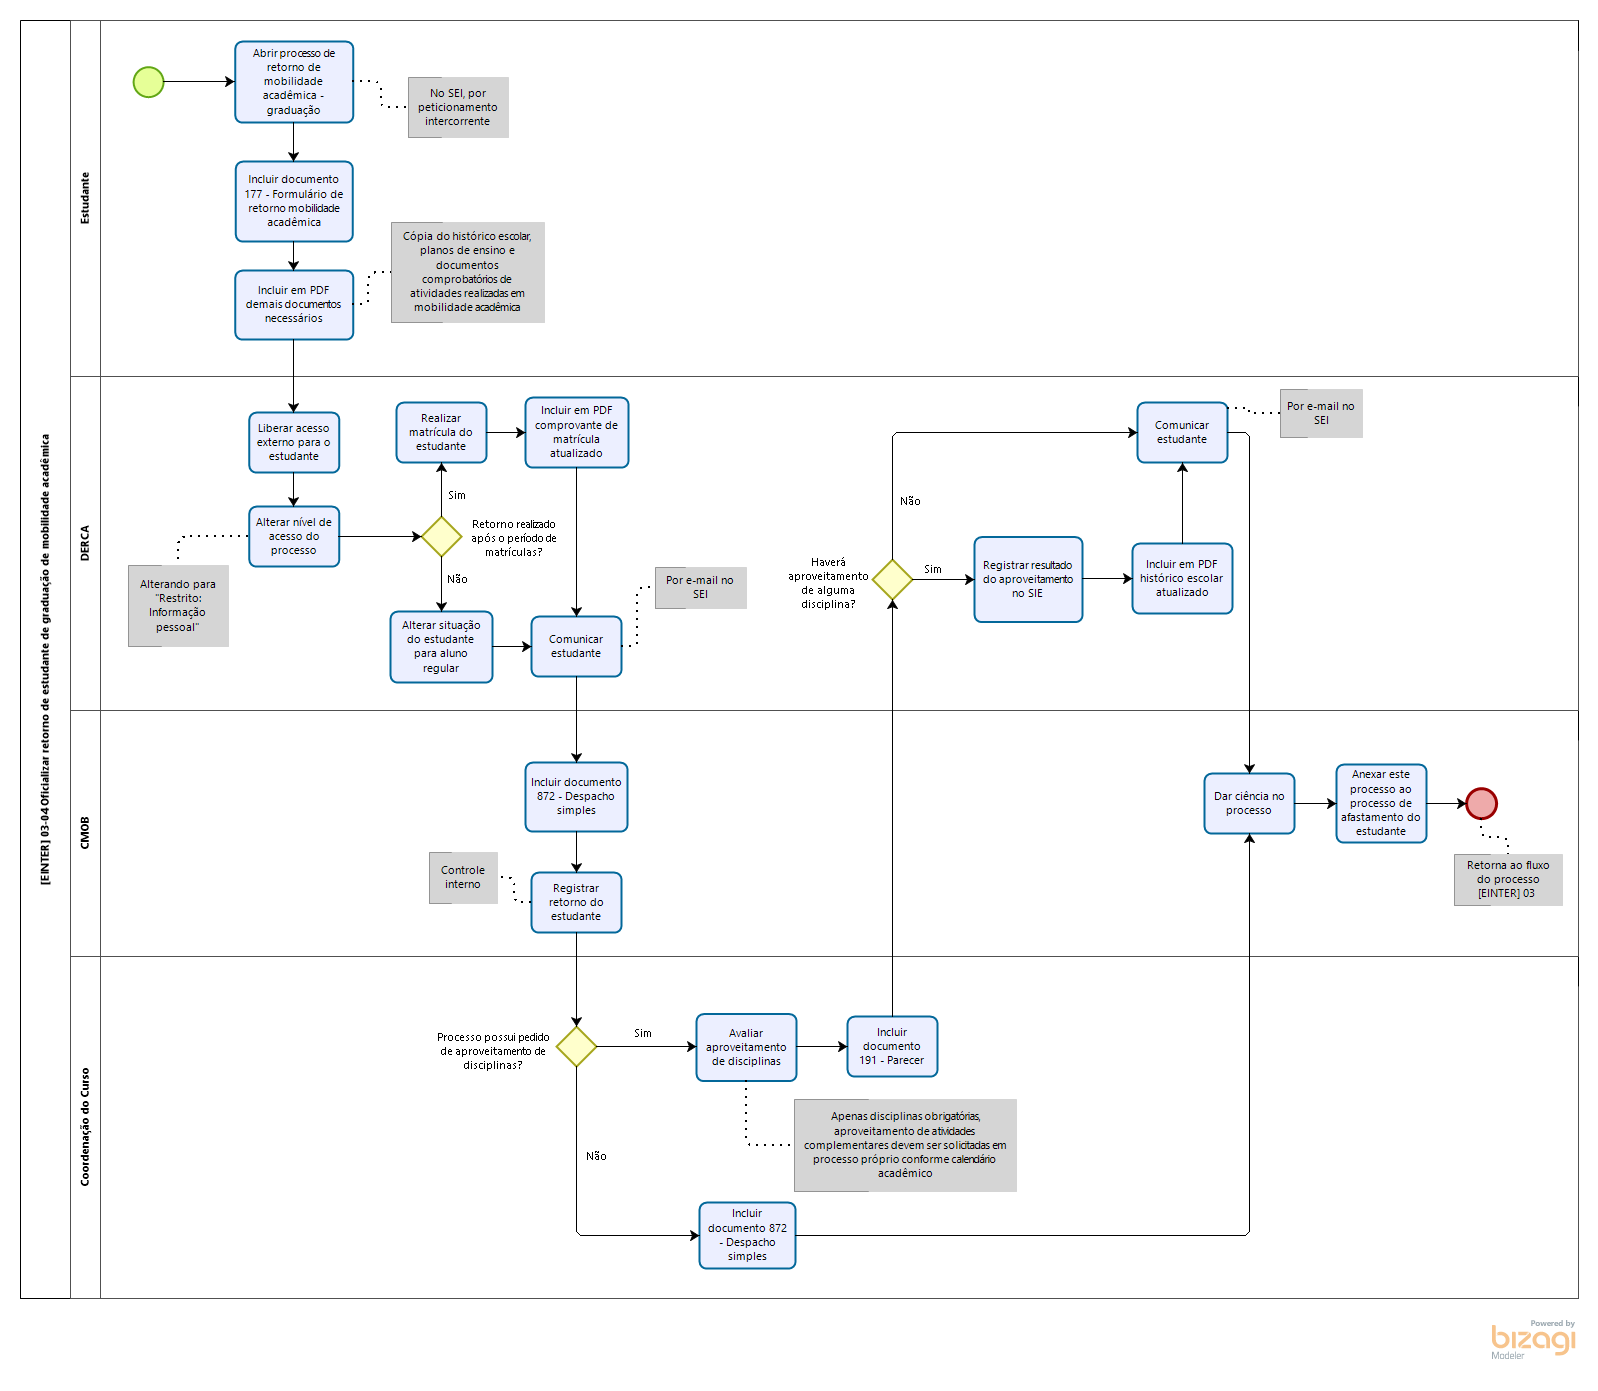 [EINTER] 03-04 Oficializar retorno de estudante de graduação de mobilidade acadêmica
Estudante
Abrir processo de
retorno de
mobilidade
acadêmica -
graduação
No SEI, por
peticionamento
intercorrente
Incluir documento
177 - Formulário de
retorno mobilidade
acadêmica
Cópia do histórico escolar,
planos de ensino e
documentos
comprobatórios de
atividades realizadas em
mobilidade acadêmica
Incluir em PDF
demais documentos
necessários
DERCA
Liberar acesso
externo para o
estudante
Alterar nível de
acesso do
processo
Alterando para
"Restrito:
Informação
pessoal"
Realizar
matrícula do
estudante
Incluir em PDF
comprovante de
matrícula
atualizado
Sim
Retorno realizado
após o período de
matrículas?
Não
Alterar situação
do estudante
para aluno
regular
Comunicar
estudante
Por e-mail no
SEI
Haverá
aproveitamento
de alguma
disciplina?
Não
Sim
Registrar resultado
do aproveitamento
no SIE
Incluir em PDF
histórico escolar
atualizado
Comunicar
estudante
Por e-mail no
SEI
CMOB
Incluir documento
872 - Despacho
simples
Controle
interno
Registrar
retorno do
estudante
Dar ciência no
processo
Anexar este
processo ao
processo de
afastamento do
estudante
Retorna ao fluxo
do processo
[EINTER] 03
Coordenação do Curso
Processo possui pedido
de aproveitamento de
disciplinas?
Sim
Avaliar
aproveitamento
de disciplinas
Incluir
documento
191 - Parecer
Apenas disciplinas obrigatórias,
aproveitamento de atividades
complementares devem ser solicitadas em
processo próprio conforme calendário
acadêmico
Não
Incluir
documento 872
- Despacho
simples
Powered by
bizagi
Modeler